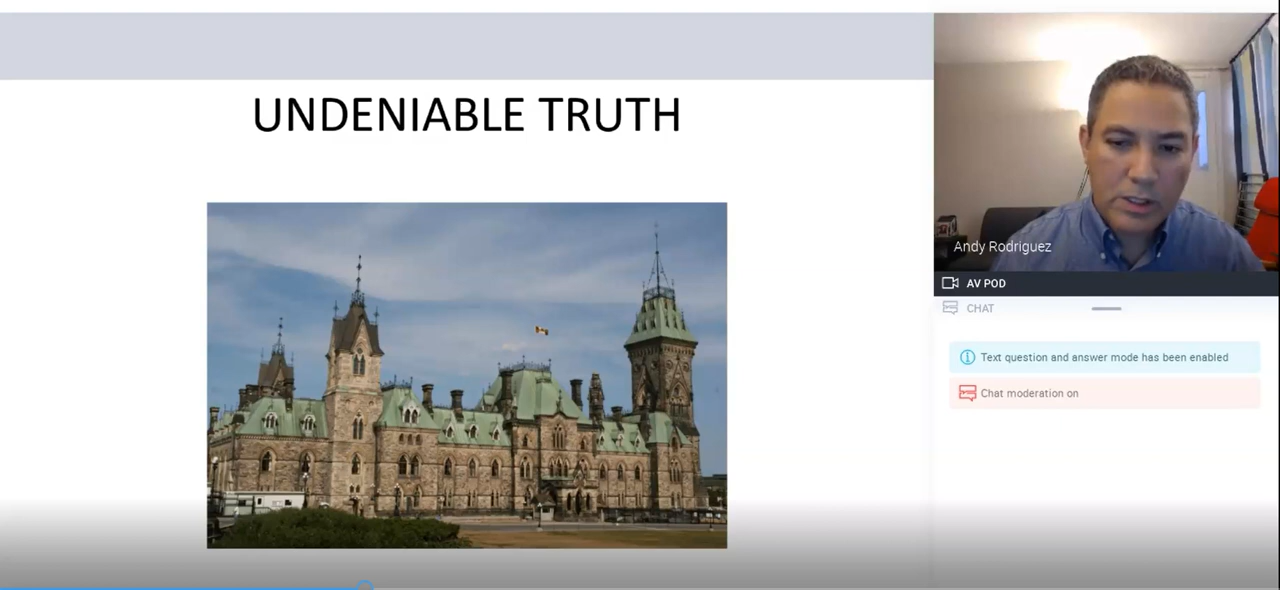 UNDENIABLE TRUTH
Andy Rodriguez
AV POD
CHAT
Text question and answer mode has been enabled
Chat moderation on